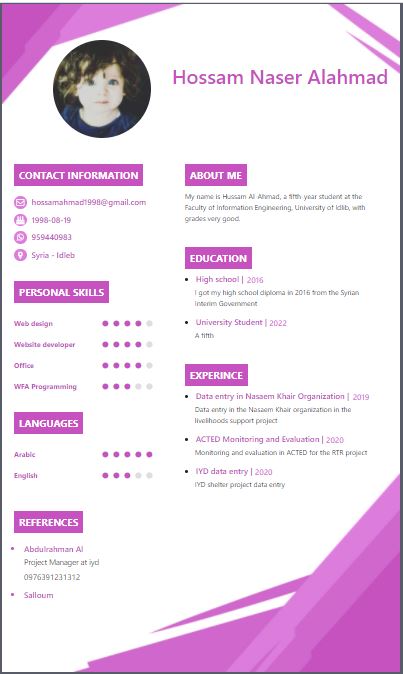 Hossam Naser Alahmad
CONTACT INFORMATION
hossamahmad1998@gmail.com
1998-08-19
959440983
Syria - Idleb
PERSONAL SKILLS
Web design
Website developer
Office
WFA Programming
LANGUAGES
Arabic
English
REFERENCES
Abdulrahman Al
Project Manager at iyd
0976391231312
Salloum
ABOUT ME
My name is Hussam Al Ahmad, a fifth-year student at the
Faculty of Information Engineering, University of Idlib, with
grades very good.
EDUCATION
High school | 2016
I got my high school diploma in 2016 from the Syrian
Interim Government
University Student | 2022
A fifth
EXPERINCE
Data entry in Nasaem Khair Organization | 2019
Data entry in the Nasaem Khair organization in the
livelihoods support project
ACTED Monitoring and Evaluation | 2020
Monitoring and evaluation in ACTED for the RTR project
IYD data entry | 2020
IYD shelter project data entry